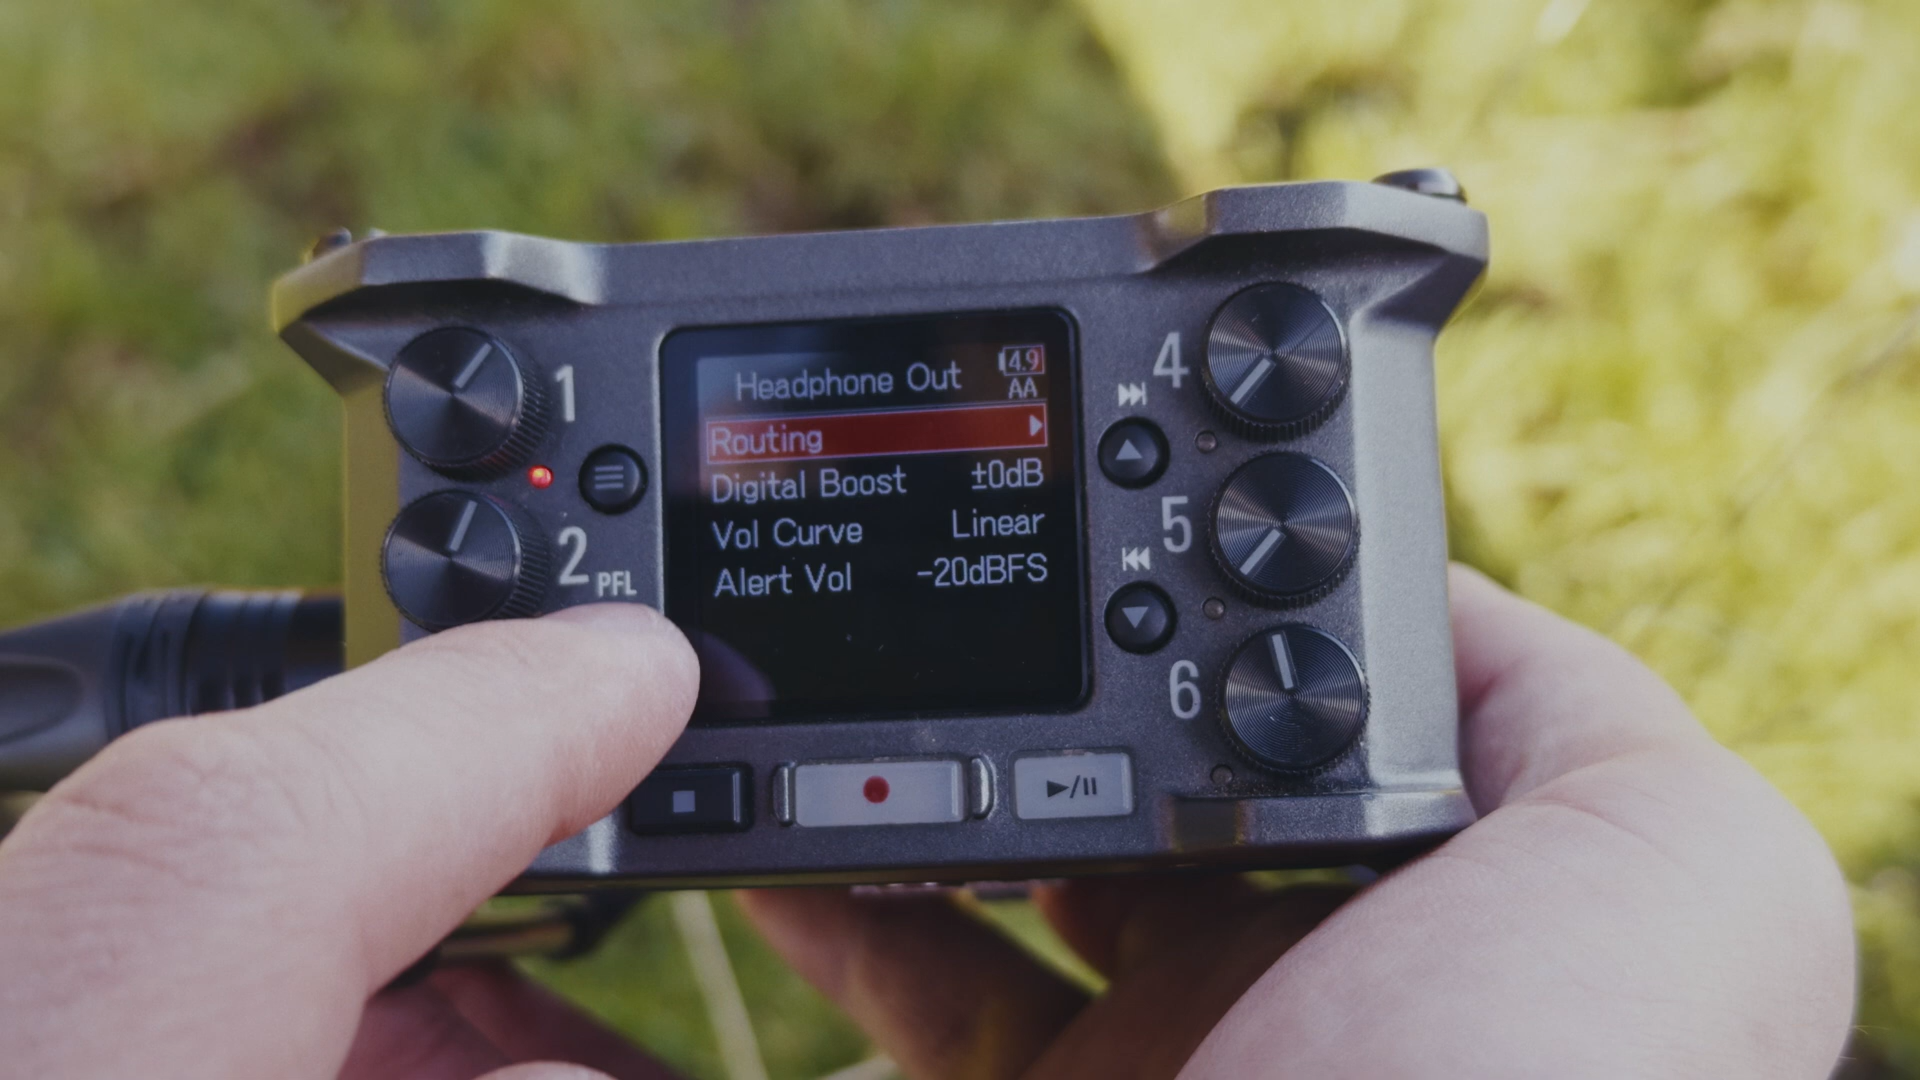 Headphone Out
4.9
AA
Routing
Digital Boost ±0dB
Vol Curve Linear
Alert Vol -20dBFS
1
2
PFL
4
5
6